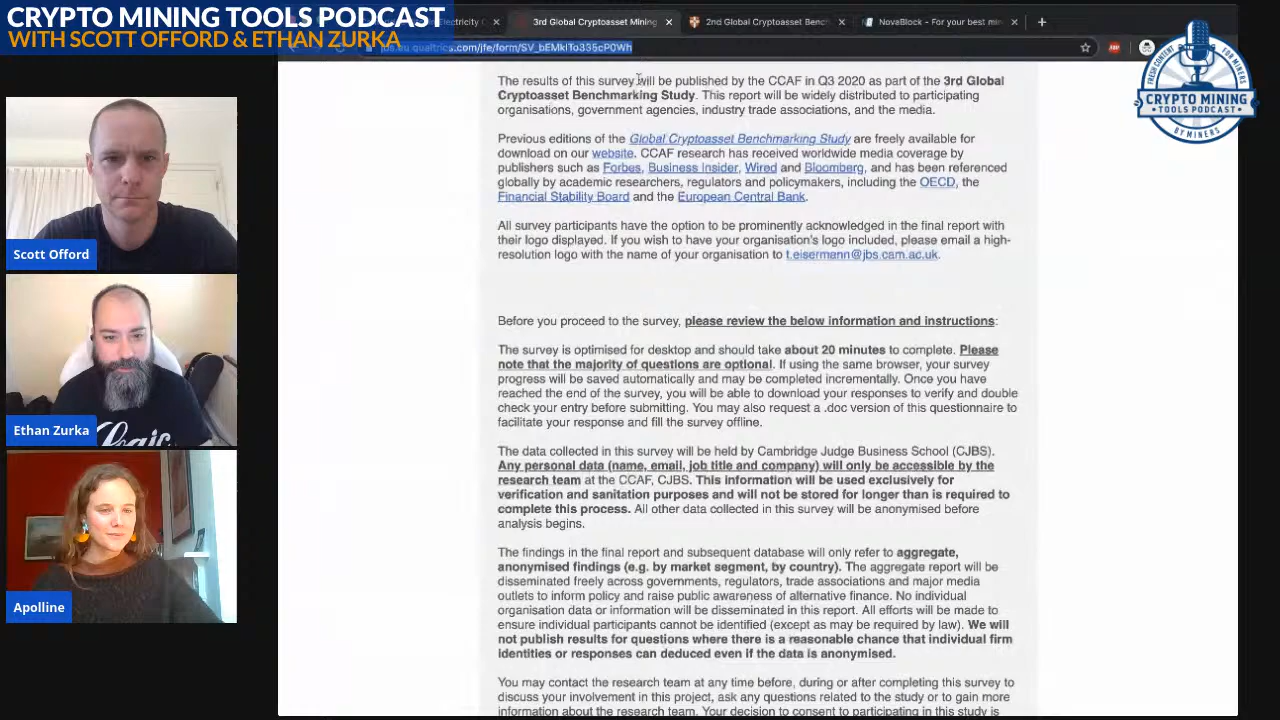 CRYPTO MINING TOOLS PODCAST
WITH SCOTT OFFORD & ETHAN ZURKA
Electricity C
3rd Global Cryptoasset Mining
2nd Global Cryptoasset Bench
NovaBlock - For your best min
FRESH CONTENT
FOR MINERS
CRYPTO MINING
TOOLS PODCAST
BY MINERS
Scott Offord
Ethan Zurka
Apolline
The results of this survey will be published by the CCAF in Q3 2020 as part of the 3rd Global
Cryptoasset Benchmarking Study. This report will be widely distributed to participating
organisations, government agencies, industry trade associations, and the media.
Previous editions of the Global Cryptoasset Benchmarking Study are freely available for
download on our website. CCAF research has received worldwide media coverage by
publishers such as Forbes, Business Insider, Wired and Bloomberg, and has been referenced
globally by academic researchers, regulators and policymakers, including the OECD, the
Financial Stability Board and the European Central Bank.
All survey participants have the option to be prominently acknowledged in the final report with
their logo displayed. If you wish to have your organisation's logo included, please email a high-
resolution logo with the name of your organisation to t.eisermann@jbs.cam.ac.uk.
Before you proceed to the survey, please review the below information and instructions:
The survey is optimised for desktop and should take about 20 minutes to complete. Please
note that the majority of questions are optional. If using the same browser, your survey
progress will be saved automatically and may be completed incrementally. Once you have
reached the end of the survey, you will be able to download your responses to verify and double
check your entry before submitting. You may also request a .doc version of this questionnaire to
facilitate your response and fill the survey offline.
The data collected in this survey will be held by Cambridge Judge Business School (CJBS).
Any personal data (name, email, job title and company) will only be accessible by the
research team at the CCAF, CJBS. This information will be used exclusively for
verification and sanitation purposes and will not be stored for longer than is required to
complete this process. All other data collected in this survey will be anonymised before
analysis begins.
The findings in the final report and subsequent database will only refer to aggregate,
anonymised findings (e.g. by market segment, by country). The aggregate report will be
disseminated freely across governments, regulators, trade associations and major media
outlets to inform policy and raise public awareness of alternative finance. No individual
organisation data or information will be disseminated in this report. All efforts will be made to
ensure individual participants cannot be identified (except as may be required by law). We will
not publish results for questions where there is a reasonable chance that individual firm
identities or responses can deduced even if the data is anonymised.
You may contact the research team at any time before, during or after completing this survey to
discuss your involvement in this project, ask any questions related to the study or to gain more
information about the research team. Your decision to consent to participating in this study is